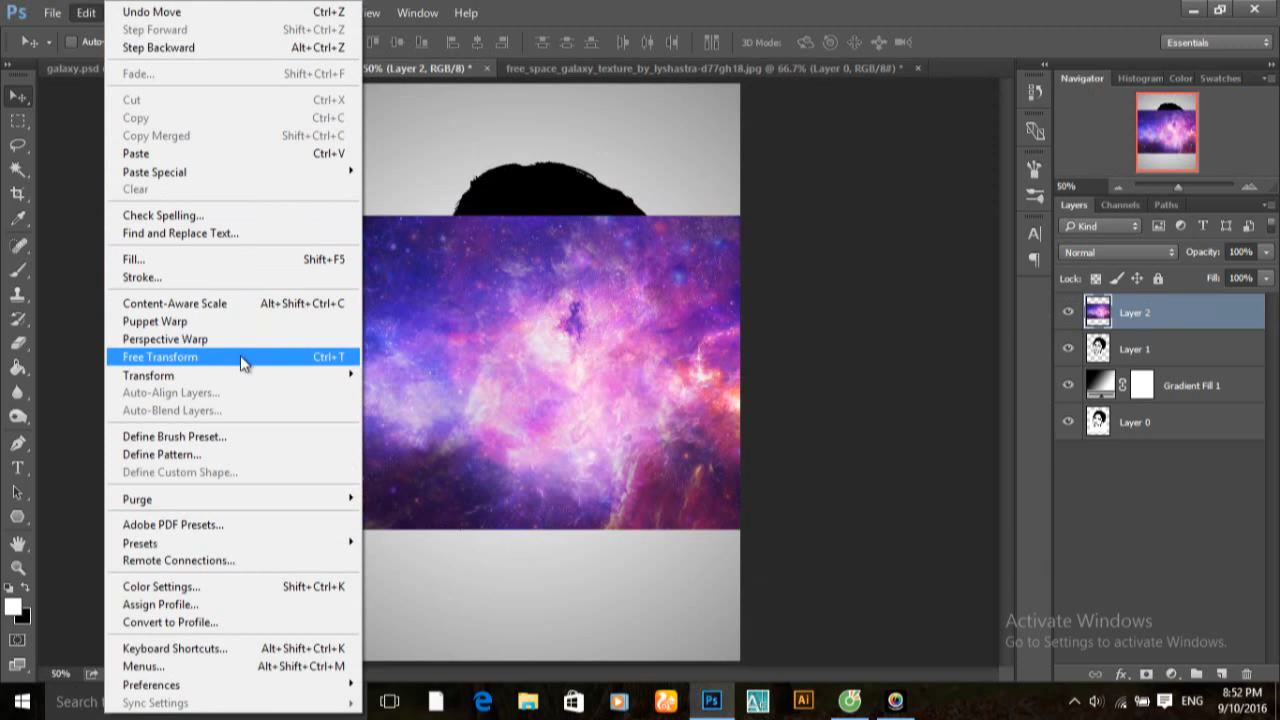 Ps File Edit iew Window Help
Auto- 3D Mode: Essentials
galaxy.psd 50% (Layer 2, RGB/8) * × free_space_galaxy_texture_by_lyshastra-d77gh18.jpg @ 66.7% (Layer 0, RGB/8#) * ×
Undo Move Ctrl+Z
Step Forward Shift+Ctrl+Z
Step Backward Alt+Ctrl+Z
Fade... Shift+Ctrl+F
Cut Ctrl+X
Copy Ctrl+C
Copy Merged Shift+Ctrl+C
Paste Ctrl+V
Paste Special
Clear
Check Spelling...
Find and Replace Text...
Fill... Shift+F5
Stroke...
Content-Aware Scale Alt+Shift+Ctrl+C
Puppet Warp
Perspective Warp
Free Transform Ctrl+T
Transform
Auto-Align Layers...
Auto-Blend Layers...
Define Brush Preset...
Define Pattern...
Define Custom Shape...
Purge
Adobe PDF Presets...
Presets
Remote Connections...
Color Settings... Shift+Ctrl+K
Assign Profile...
Convert to Profile...
Keyboard Shortcuts... Alt+Shift+Ctrl+K
Menus... Alt+Shift+Ctrl+M
Preferences
Sync Settings
Navigator Histogram Color Swatches
50%
Layers Channels Paths
Kind
Normal Opacity: 100%
Lock: Fill: 100%
Layer 2
Layer 1
Gradient Fill 1
Layer 0
Activate Windows
Go to Settings to activate Windows.
50%
Search t
Ps Ai ENG 8:52 PM
9/10/2016